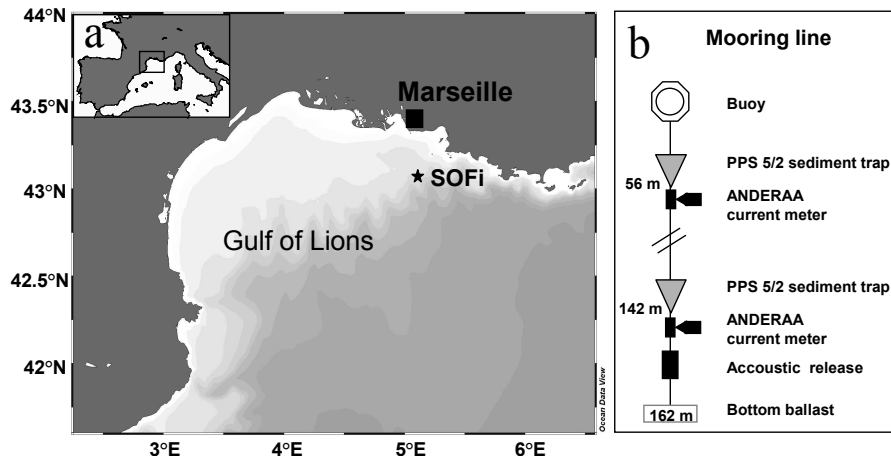 a
44°N
43.5°
43°N
42.5°
42°N
3°E
4°E
5°E
6°E
Marseille
SOFi
Gulf of Lions
Ocean Data View
b
Mooring line
Buoy
PPS 5/2 sediment trap
56 m
ANDERAA
current meter
PPS 5/2 sediment trap
142 m
ANDERAA
current meter
Accoustic release
162 m
Bottom ballast